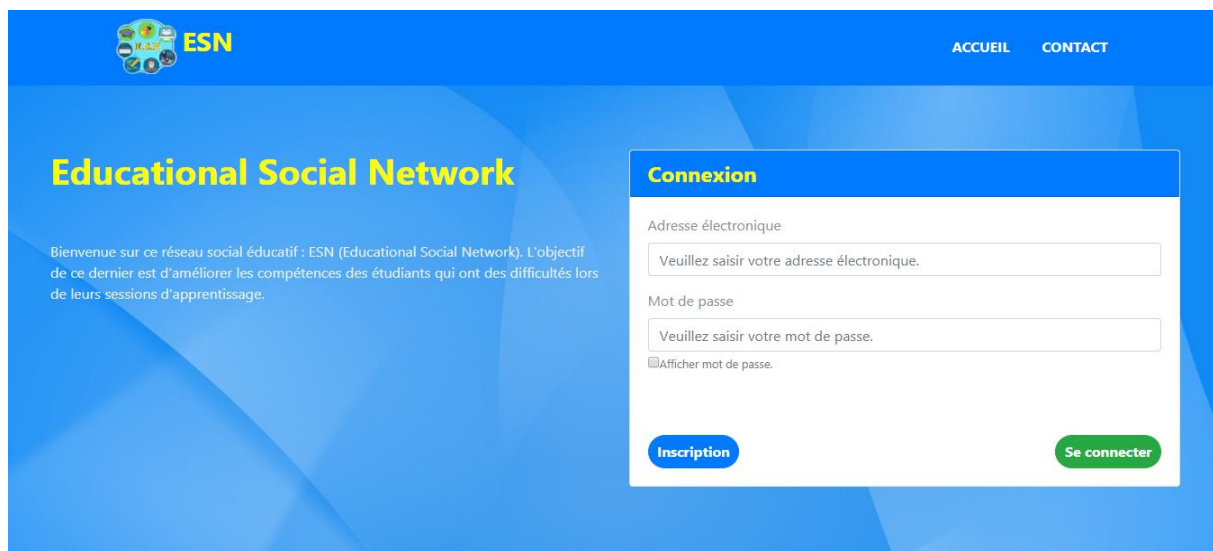 E.S.N
ESN
ACCUEIL CONTACT
Educational Social Network
Bienvenue sur ce réseau social éducatif : ESN (Educational Social Network). L'objectif
de ce dernier est d'améliorer les compétences des étudiants qui ont des difficultés lors
de leurs sessions d'apprentissage.
Connexion
Adresse électronique
Veuillez saisir votre adresse électronique.
Mot de passe
Veuillez saisir votre mot de passe.
Afficher mot de passe.
Inscription
Se connecter